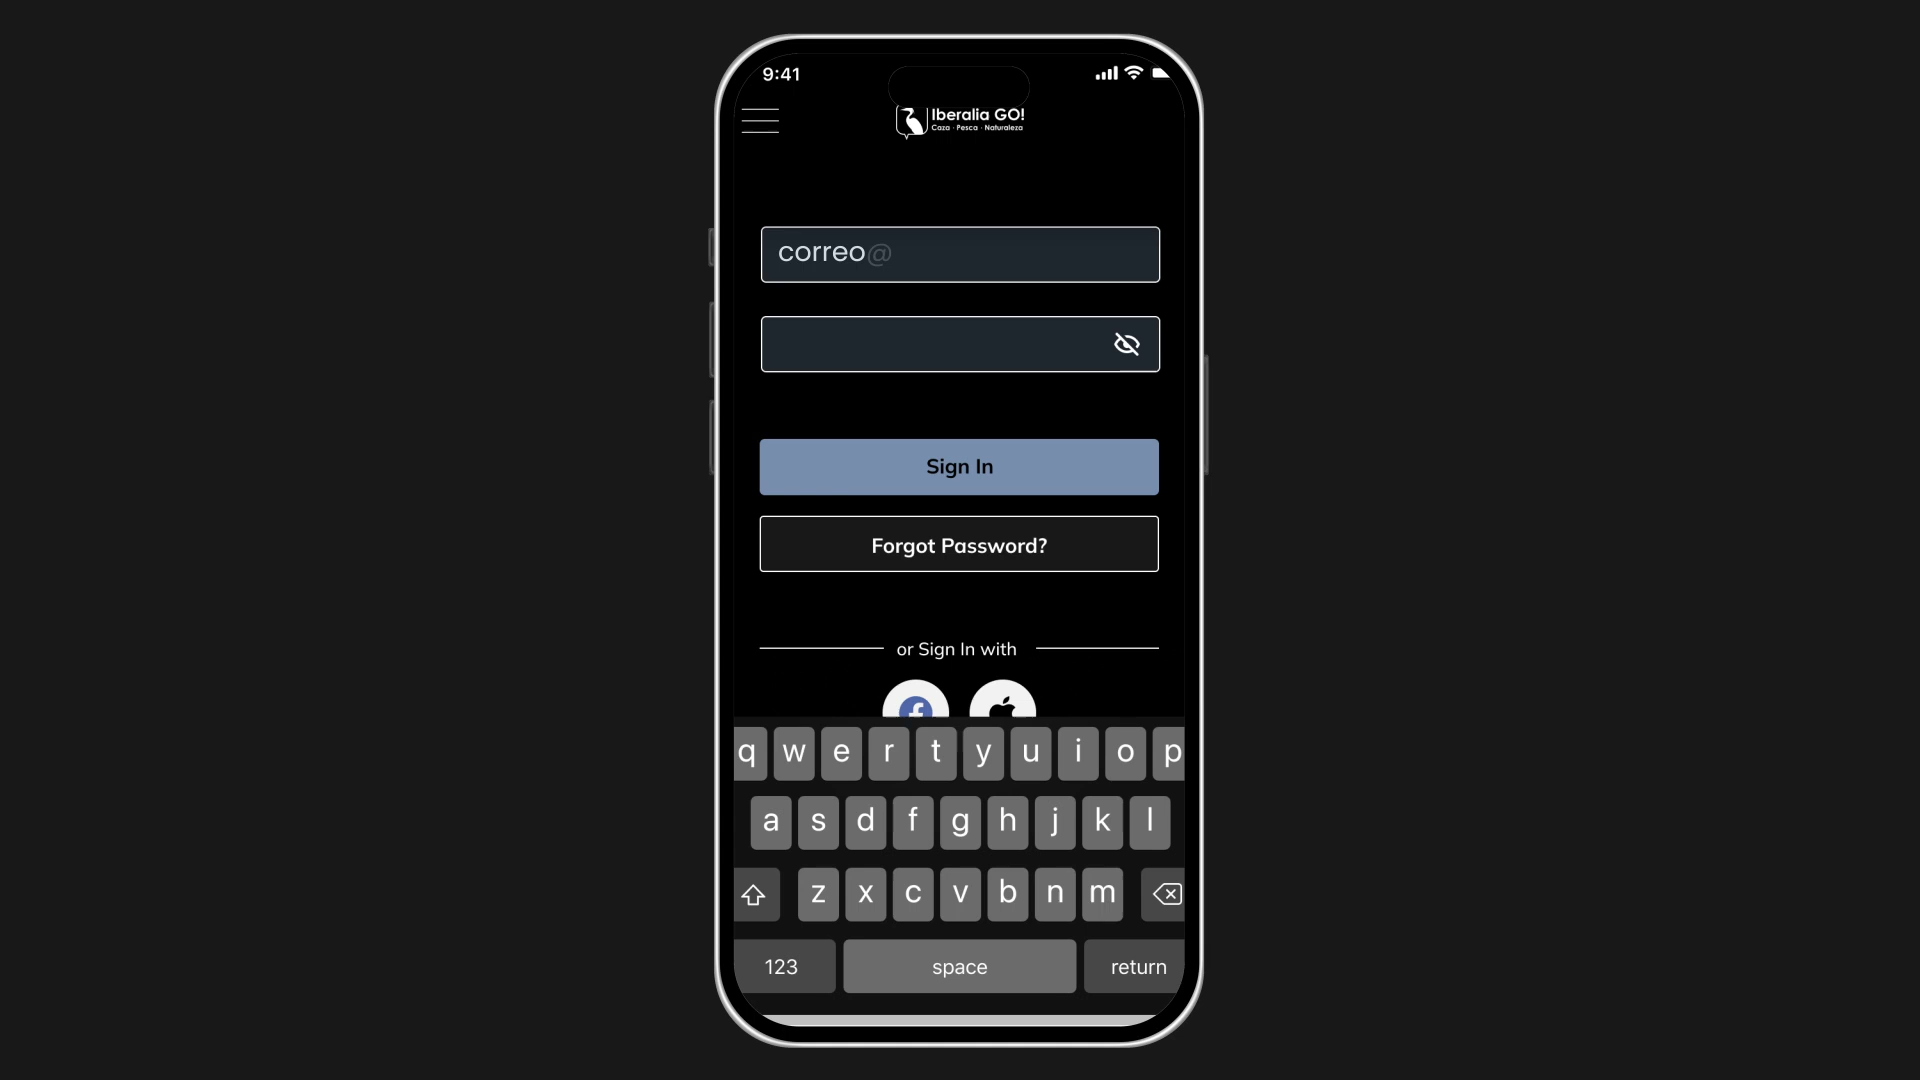 9:41
Iberalia GO!
Caza · Pesca · Naturaleza
correo@
Sign In
Forgot Password?
or Sign In with
q w e r t y u i o p
a s d f g h j k l
z x c v b n m
123 space return